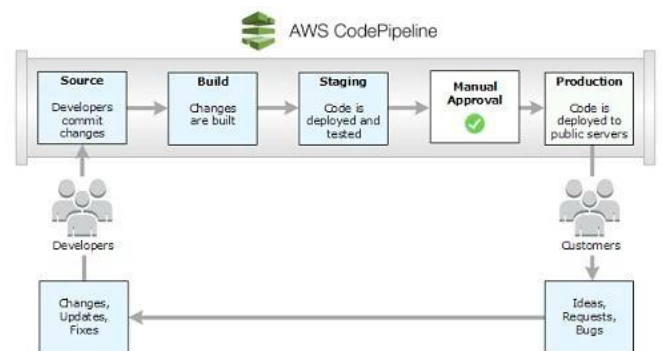 AWS CodePipeline
Source
Developers
commit
changes
Build
Changes
are built
Staging
Code is
deployed and
tested
Manual
Approval
Production
Code is
deployed to
public servers
Developers
Customers
Changes,
Updates,
Fixes
Ideas,
Requests,
Bugs